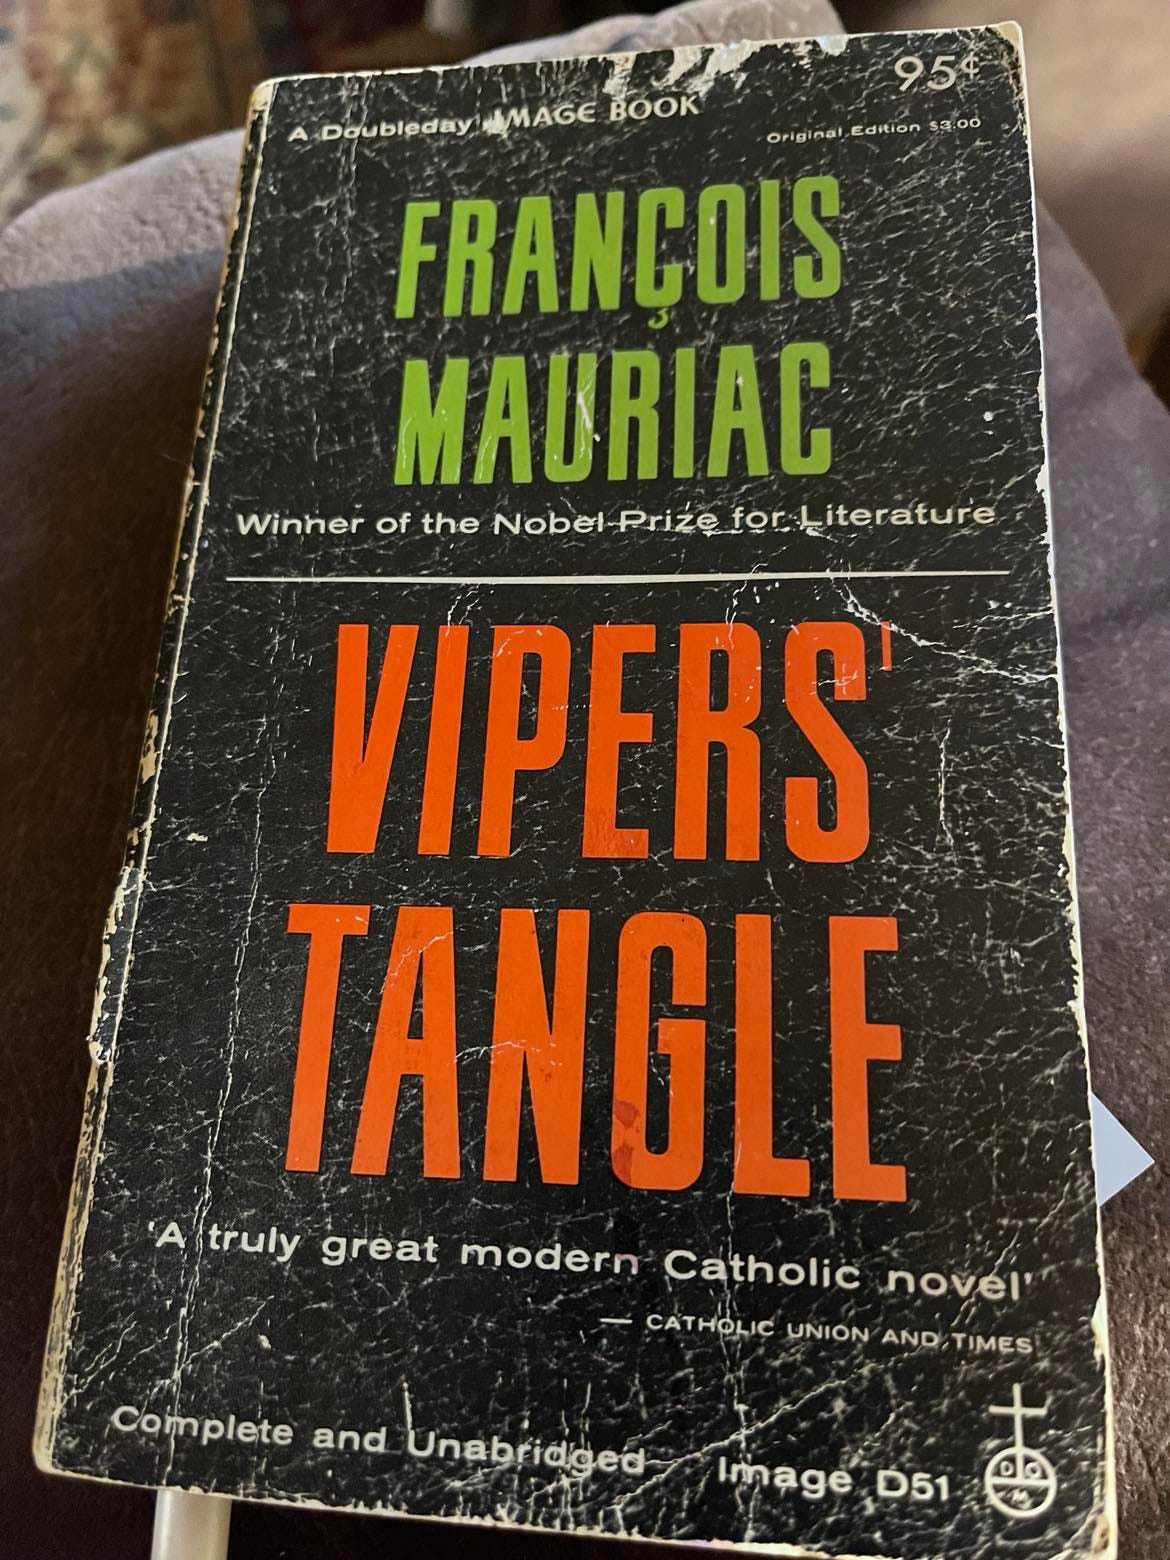 95¢
A Doubleday IMAGE BOOK
Original Edition $3.00
FRANÇOIS
MAURIAC
Winner of the Nobel Prize for Literature
VIPERS'
TANGLE
'A truly great modern Catholic novel'
— CATHOLIC UNION AND TIMES
Complete and Unabridged
Image D51